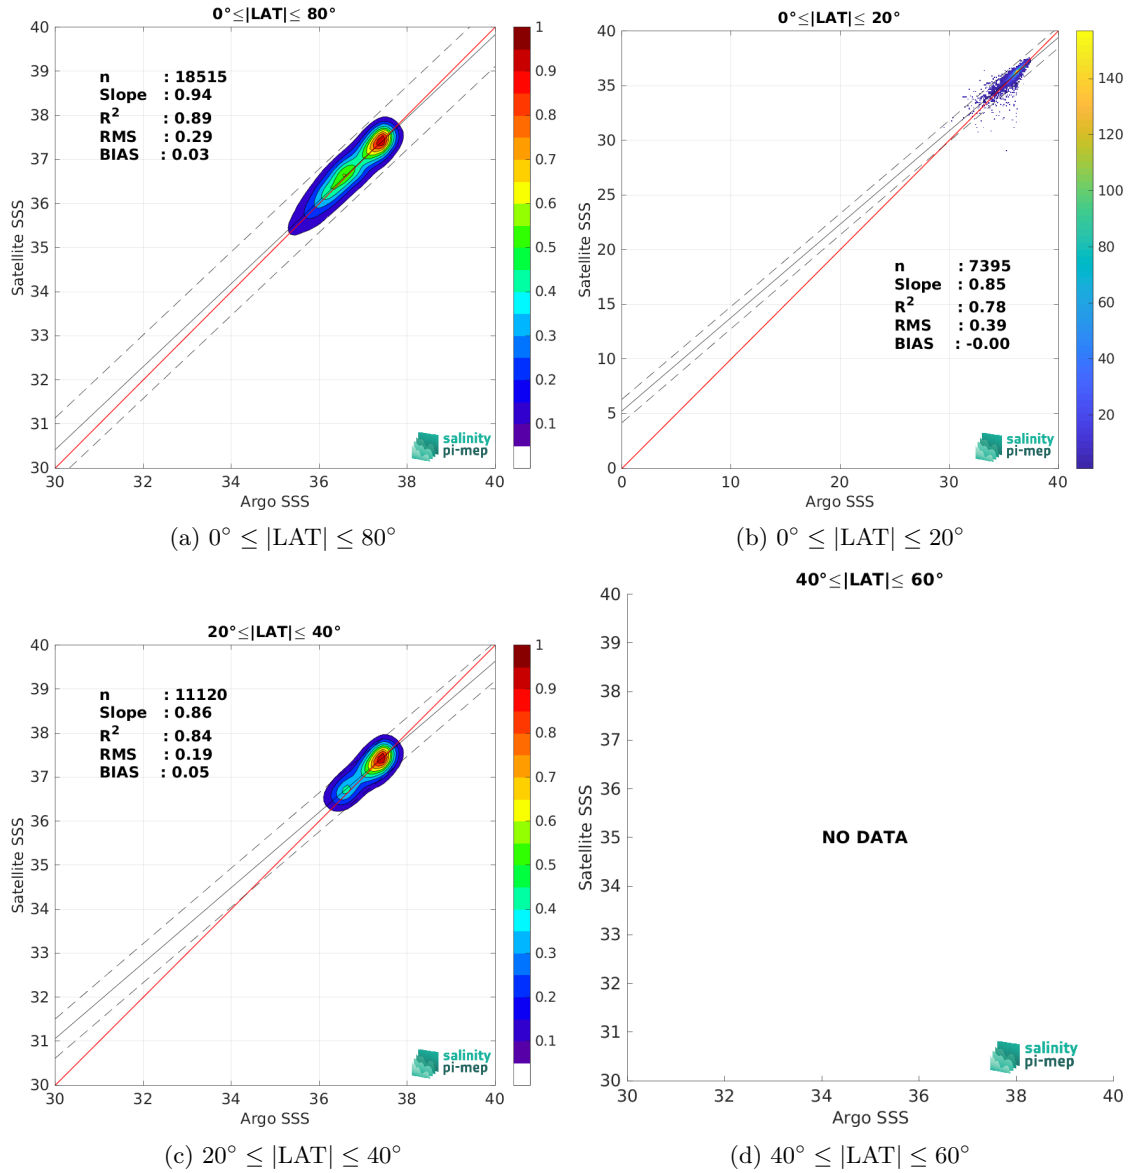 0°≤|LAT|≤ 80°
40
39
38
37
36
35
34
33
32
31
30
30
32
34
36
38
40
Satellite SSS
Argo SSS
n : 18515
Slope : 0.94
R² : 0.89
RMS : 0.29
BIAS : 0.03
salinity
pi-mep
1
0.9
0.8
0.7
0.6
0.5
0.4
0.3
0.2
0.1
(a) 0° ≤ |LAT| ≤ 80°
0°≤|LAT|≤ 20°
40
35
30
25
20
15
10
5
0
0
10
20
30
40
Satellite SSS
Argo SSS
n : 7395
Slope : 0.85
R² : 0.78
RMS : 0.39
BIAS : -0.00
salinity
pi-mep
140
120
100
80
60
40
20
(b) 0° ≤ |LAT| ≤ 20°
20°≤|LAT|≤ 40°
40
39
38
37
36
35
34
33
32
31
30
30
32
34
36
38
40
Satellite SSS
Argo SSS
n : 11120
Slope : 0.86
R² : 0.84
RMS : 0.19
BIAS : 0.05
salinity
pi-mep
1
0.9
0.8
0.7
0.6
0.5
0.4
0.3
0.2
0.1
(c) 20° ≤ |LAT| ≤ 40°
40°≤|LAT|≤ 60°
40
39
38
37
36
35
34
33
32
31
30
30
32
34
36
38
40
Satellite SSS
Argo SSS
NO DATA
salinity
pi-mep
(d) 40° ≤ |LAT| ≤ 60°